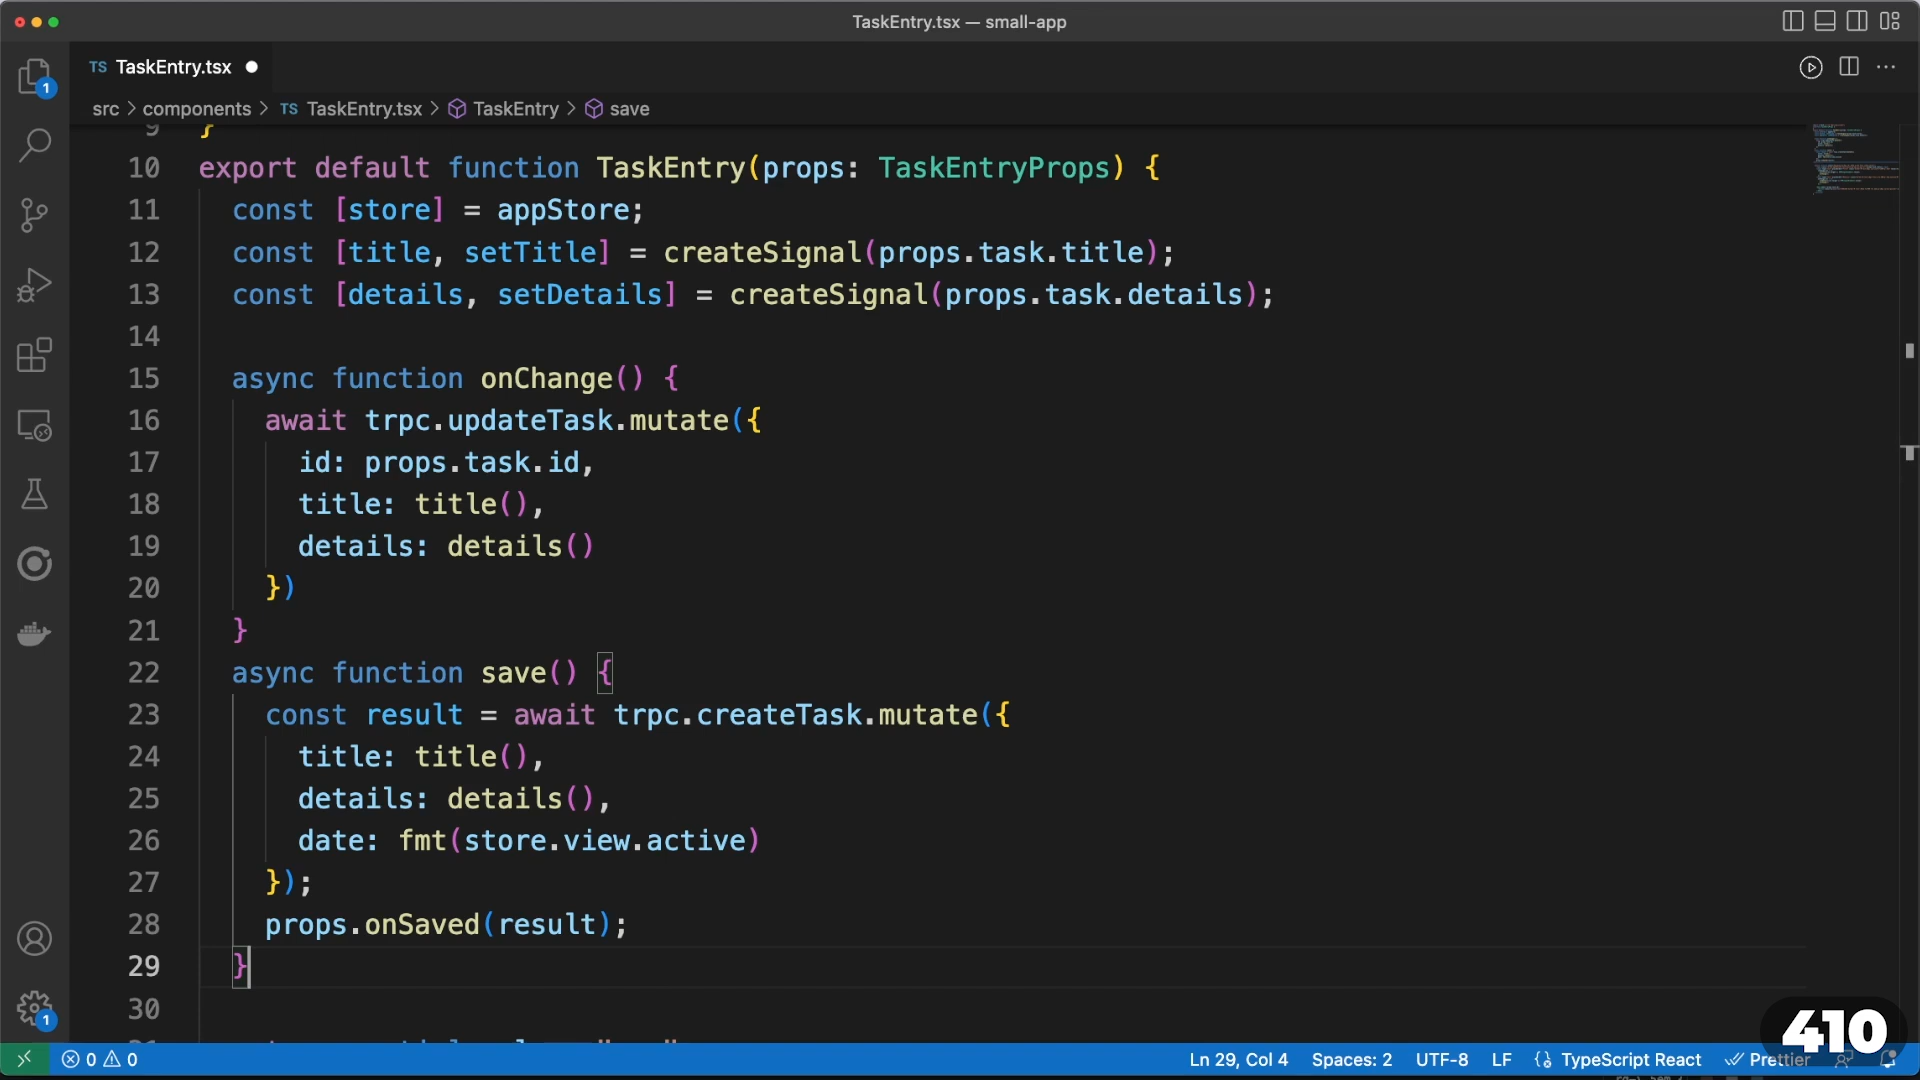 TaskEntry.tsx — small-app
TS TaskEntry.tsx
1
src > components > TS TaskEntry.tsx > TaskEntry > save
9 }
10 export default function TaskEntry(props: TaskEntryProps) {
11 const [store] = appStore;
12 const [title, setTitle] = createSignal(props.task.title);
13 const [details, setDetails] = createSignal(props.task.details);
14
15 async function onChange() {
16 await trpc.updateTask.mutate({
17 id: props.task.id,
18 title: title(),
19 details: details()
20 })
21 }
22 async function save() {
23 const result = await trpc.createTask.mutate({
24 title: title(),
25 details: details(),
26 date: fmt(store.view.active)
27 });
28 props.onSaved(result);
29 }
30
1
410
0 0 Ln 29, Col 4 Spaces: 2 UTF-8 LF TypeScript React Prettier